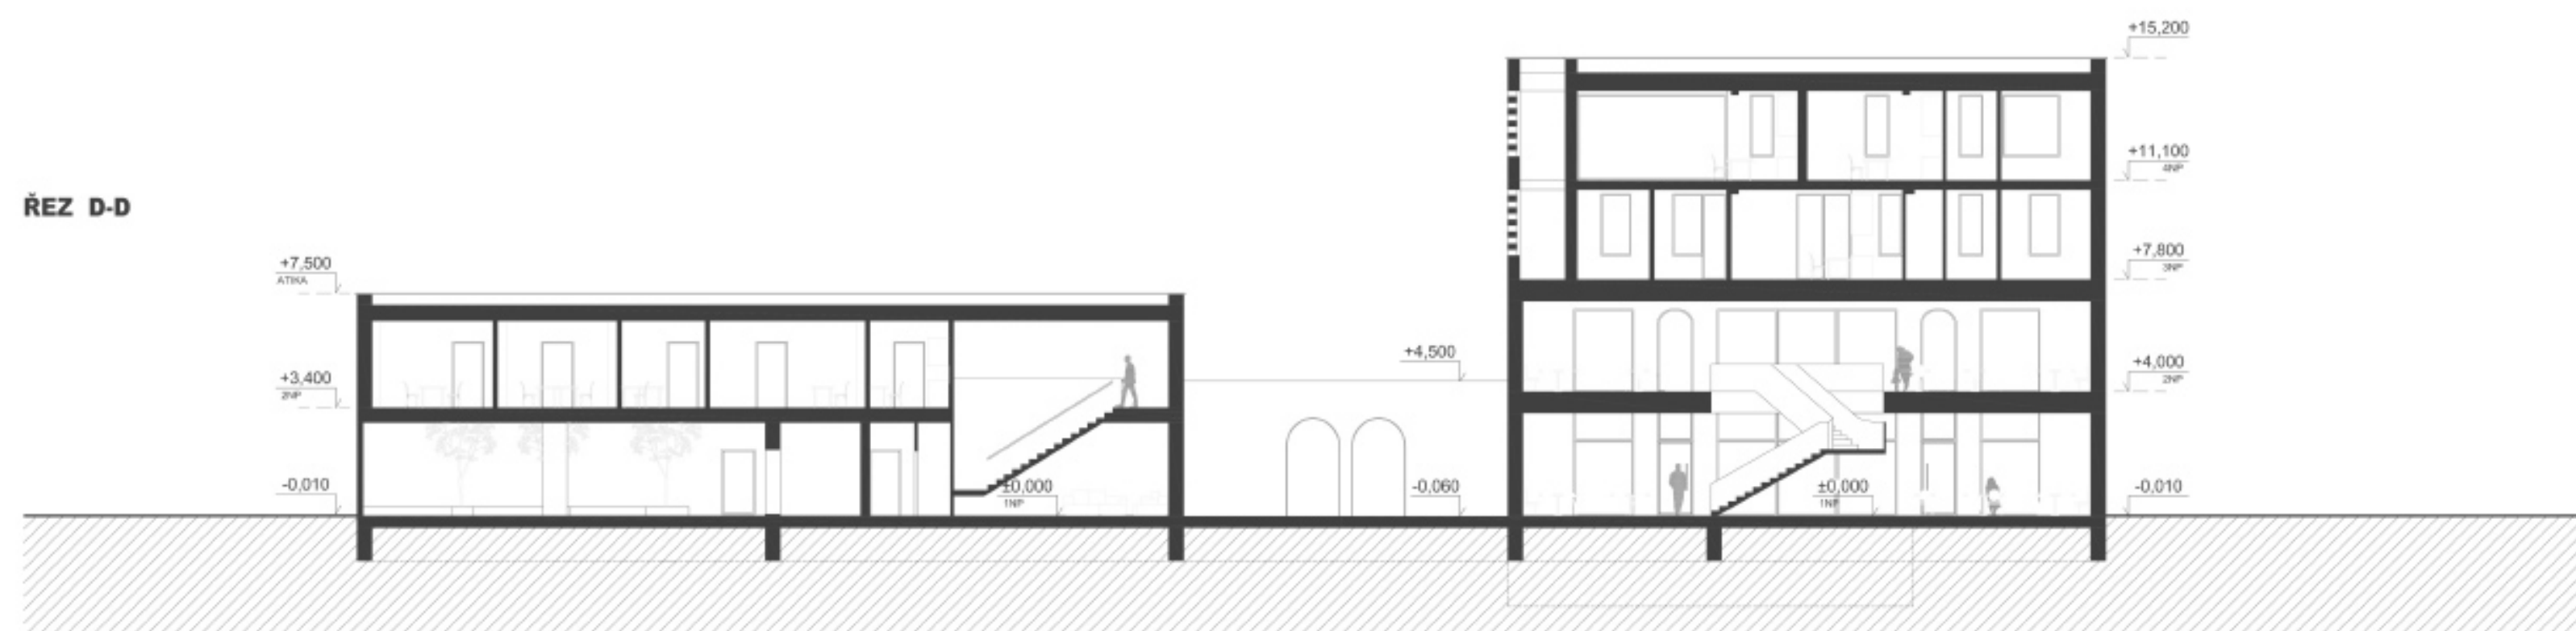 ŘEZ D-D
+7,500
ATIKA
+3,400
2NP
-0,010
±0,000
1NP
+4,500
-0,060
±0,000
1NP
+15,200
+11,100
4NP
+7,800
3NP
+4,000
2NP
-0,010